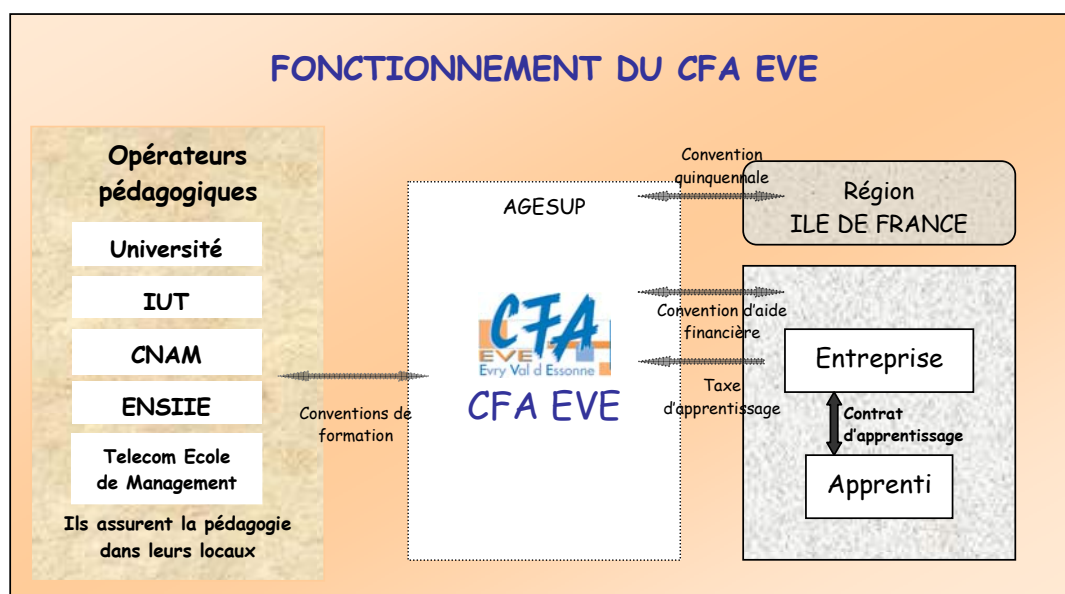 FONCTIONNEMENT DU CFA EVE
Opérateurs
pédagogiques
Université
IUT
CNAM
ENSIIE
Telecom Ecole
de Management
Ils assurent la pédagogie
dans leurs locaux
Conventions de
formation
AGESUP
CFA
EVE
Evry Val d Essonne
CFA EVE
Convention
quinquennale
Région
ILE DE FRANCE
Convention d'aide
financière
Taxe
d'apprentissage
Entreprise
Contrat
d'apprentissage
Apprenti